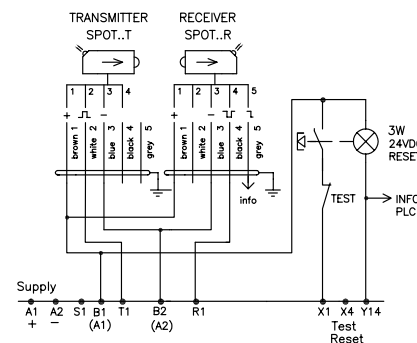 TRANSMITTER RECEIVER
SPOT..T SPOT..R
1 2 3 4 1 2 3 4 5
+ − + −
brown 1 white 2 blue 3 black 4 grey 5 brown 1 white 2 blue 3 black 4 grey 5
3W
24VDC
RESET
info
TEST
INFO
PLC
Supply
A1 A2 S1 B1 T1 B2 R1 X1 X4 Y14
+ − (A1) (A2) Test
Reset